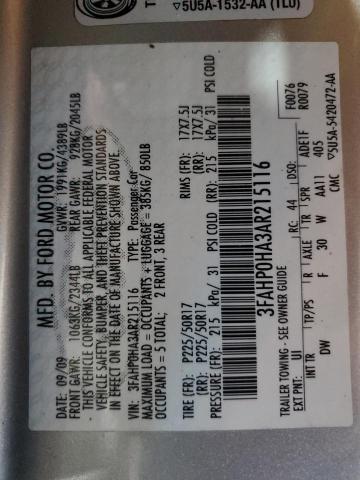 5U5A-1532-AA (TL0)
MFD. BY FORD MOTOR CO.
DATE: 09/09 GVWR: 1991KG/4389LB
FRONT GAWR: 1063KG/2344LB REAR GAWR: 928KG/2045LB
THIS VEHICLE CONFORMS TO ALL APPLICABLE FEDERAL MOTOR
VEHICLE SAFETY, BUMPER, AND THEFT PREVENTION STANDARDS
IN EFFECT ON THE DATE OF MANUFACTURE SHOWN ABOVE.
VIN: 3FAHP0HA3AR215116 TYPE: Passenger Car
MAXIMUM LOAD = OCCUPANTS + LUGGAGE = 385KG/ 850LB
OCCUPANTS = 5 TOTAL; 2 FRONT, 3 REAR
TIRE (FR): P225/50R17 RIMS (FR): 17X7.5J
(RR): P225/50R17 (RR): 17X7.5J
PRESSURE (FR): 215 kPa/ 31 PSI COLD (RR): 215 kPa/ 31 PSI COLD
3FAHP0HA3AR215116
F0076
R0079
TRAILER TOWING - SEE OWNER GUIDE
EXT PNT: UI RC: 44 DSO:
INT TR TP/PS R AXLE TR SPR ADE1F
DW F 30 W AA11 405
CMC 5U5A-5420472-AA